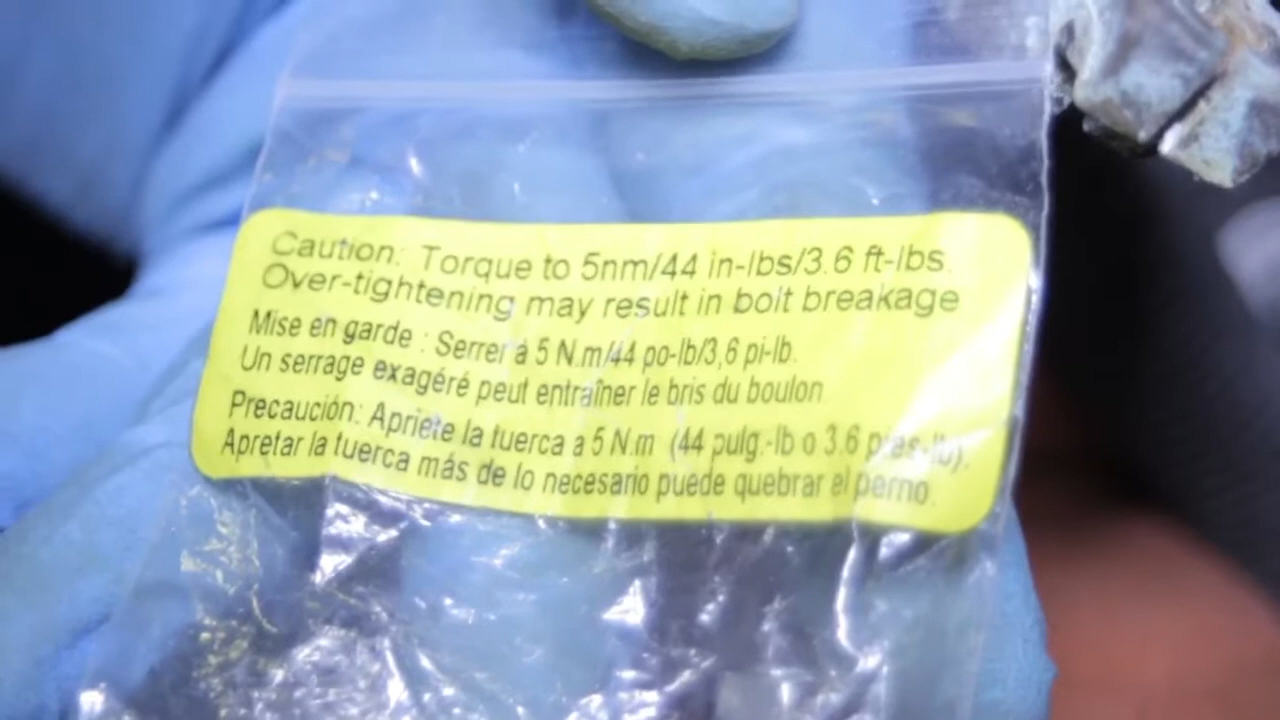 Caution: Torque to 5nm/44 in-lbs/3.6 ft-lbs.
Over-tightening may result in bolt breakage
Mise en garde : Serrer à 5 N.m/44 po-lb/3,6 pi-lb.
Un serrage exagéré peut entraîner le bris du boulon
Precaución: Apriete la tuerca a 5 N.m (44 pulg.-lb o 3.6 pies-lb).
Apretar la tuerca más de lo necesario puede quebrar el perno.